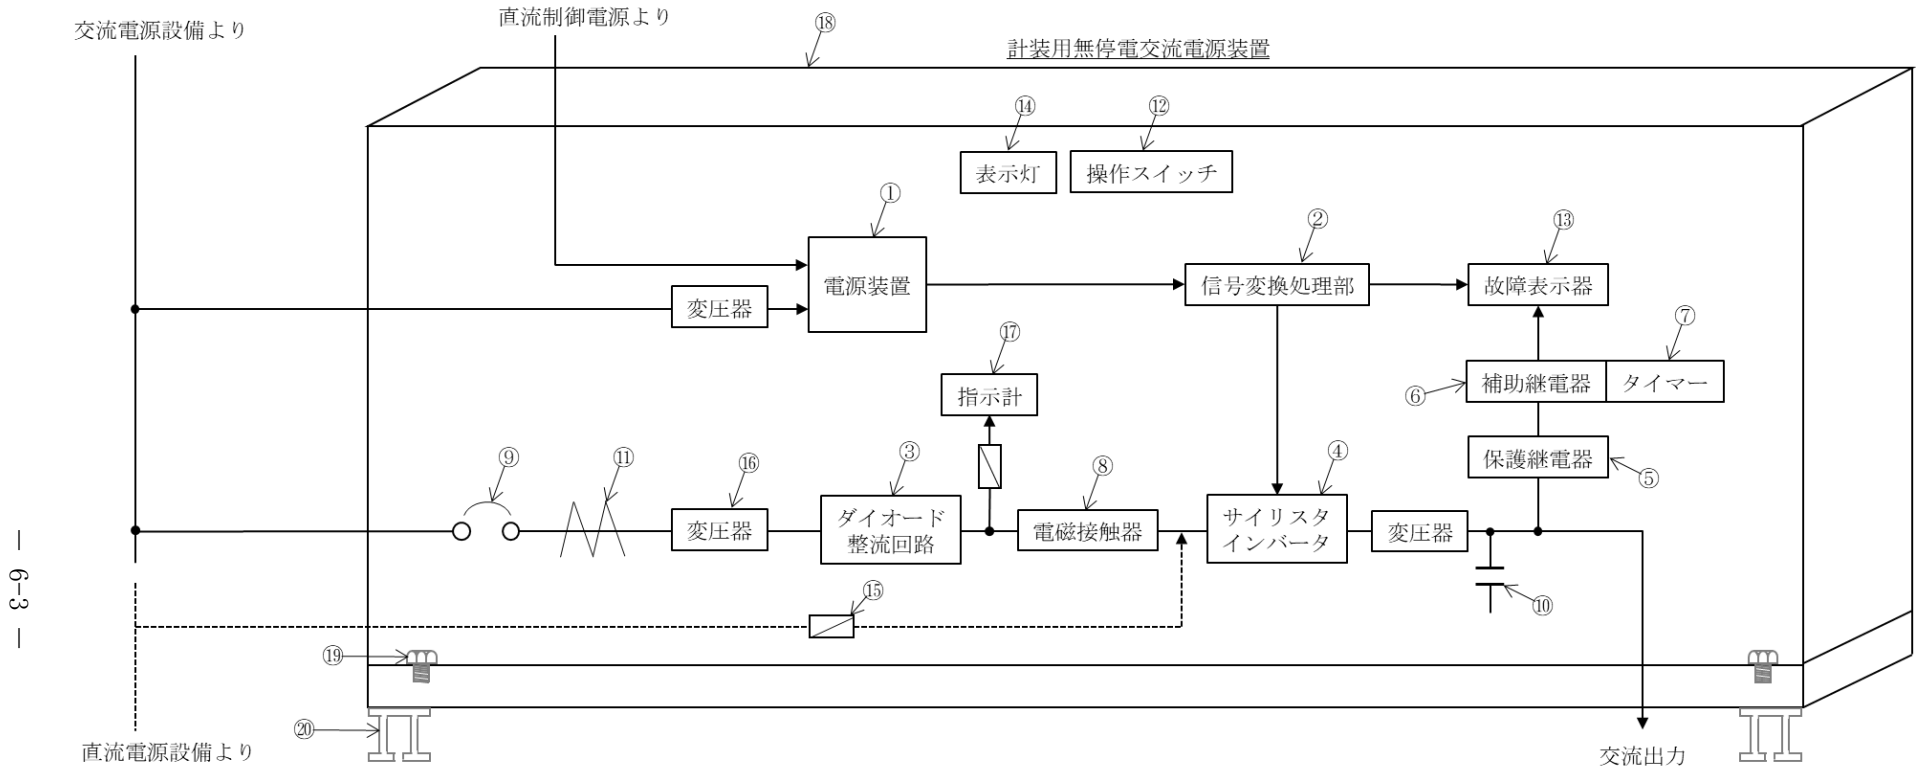 直流制御電源より
交流電源設備より
⑱
計装用無停電交流電源装置
⑭
⑫
表示灯
操作スイッチ
①
②
⑬
電源装置
信号変換処理部
故障表示器
変圧器
⑰
⑦
指示計
補助継電器
タイマー
⑥
⑨
⑪
⑯
③
⑧
④
保護継電器
⑤
変圧器
ダイオード
整流回路
電磁接触器
サイリスタ
インバータ
変圧器
⑮
⑩
⑲
⑳
直流電源設備より
交流出力
― 6-3 ―